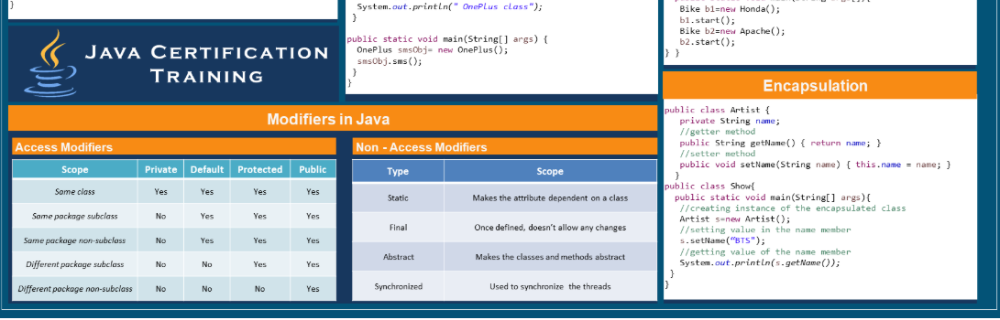 }
JAVA CERTIFICATION
TRAINING
System.out.println(" OnePlus class");
}
public static void main(String[] args) {
OnePlus smsObj= new OnePlus();
smsObj.sms();
}
}
Bike b1=new Honda();
b1.start();
Bike b2=new Apache();
b2.start();
} }
Modifiers in Java
Access Modifiers
Scope Private Default Protected Public
Same class Yes Yes Yes Yes
Same package subclass No Yes Yes Yes
Same package non-subclass No Yes Yes Yes
Different package subclass No No Yes Yes
Different package non-subclass No No No Yes
Non - Access Modifiers
Type Scope
Static Makes the attribute dependent on a class
Final Once defined, doesn't allow any changes
Abstract Makes the classes and methods abstract
Synchronized Used to synchronize the threads
Encapsulation
public class Artist {
private String name;
//getter method
public String getName() { return name; }
//setter method
public void setName(String name) { this.name = name; }
}
public class Show{
public static void main(String[] args){
//creating instance of the encapsulated class
Artist s=new Artist();
//setting value in the name member
s.setName(“BTS”);
//getting value of the name member
System.out.println(s.getName());
}
}